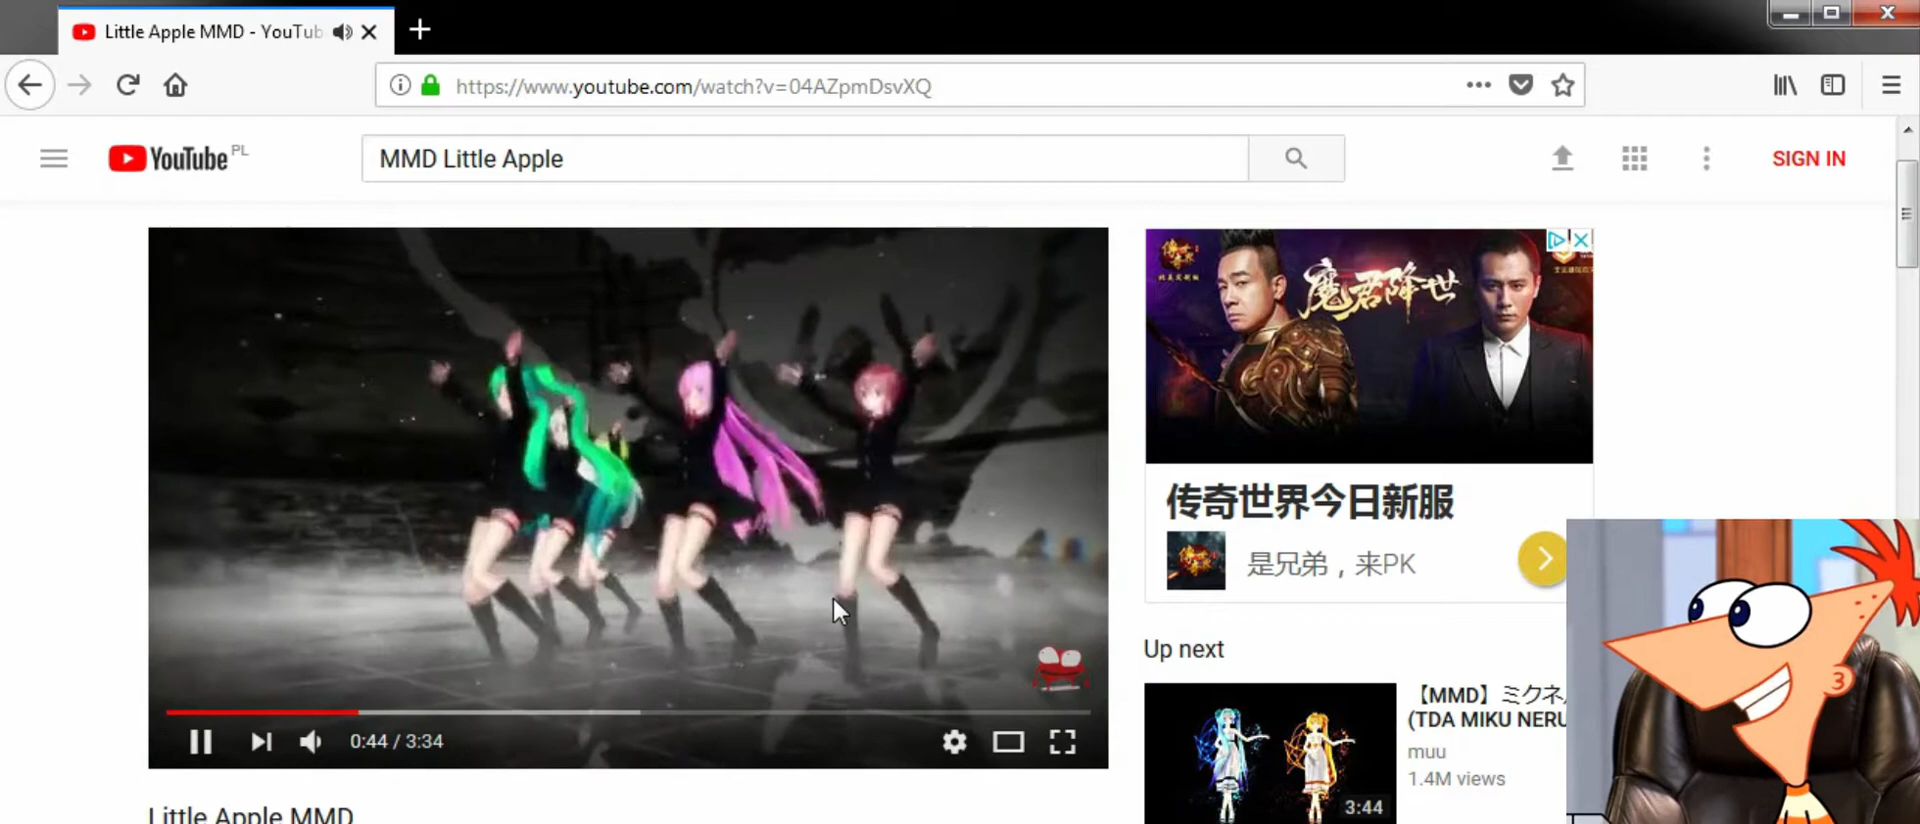 Little Apple MMD - YouTub
https://www.youtube.com/watch?v=04AZpmDsvXQ
YouTube PL
MMD Little Apple
SIGN IN
魔君降世
传奇世界今日新服
是兄弟，来PK
0:44 / 3:34
Up next
【MMD】ミクネ
(TDA MIKU NERU
muu
1.4M views
3:44
Little Apple MMD